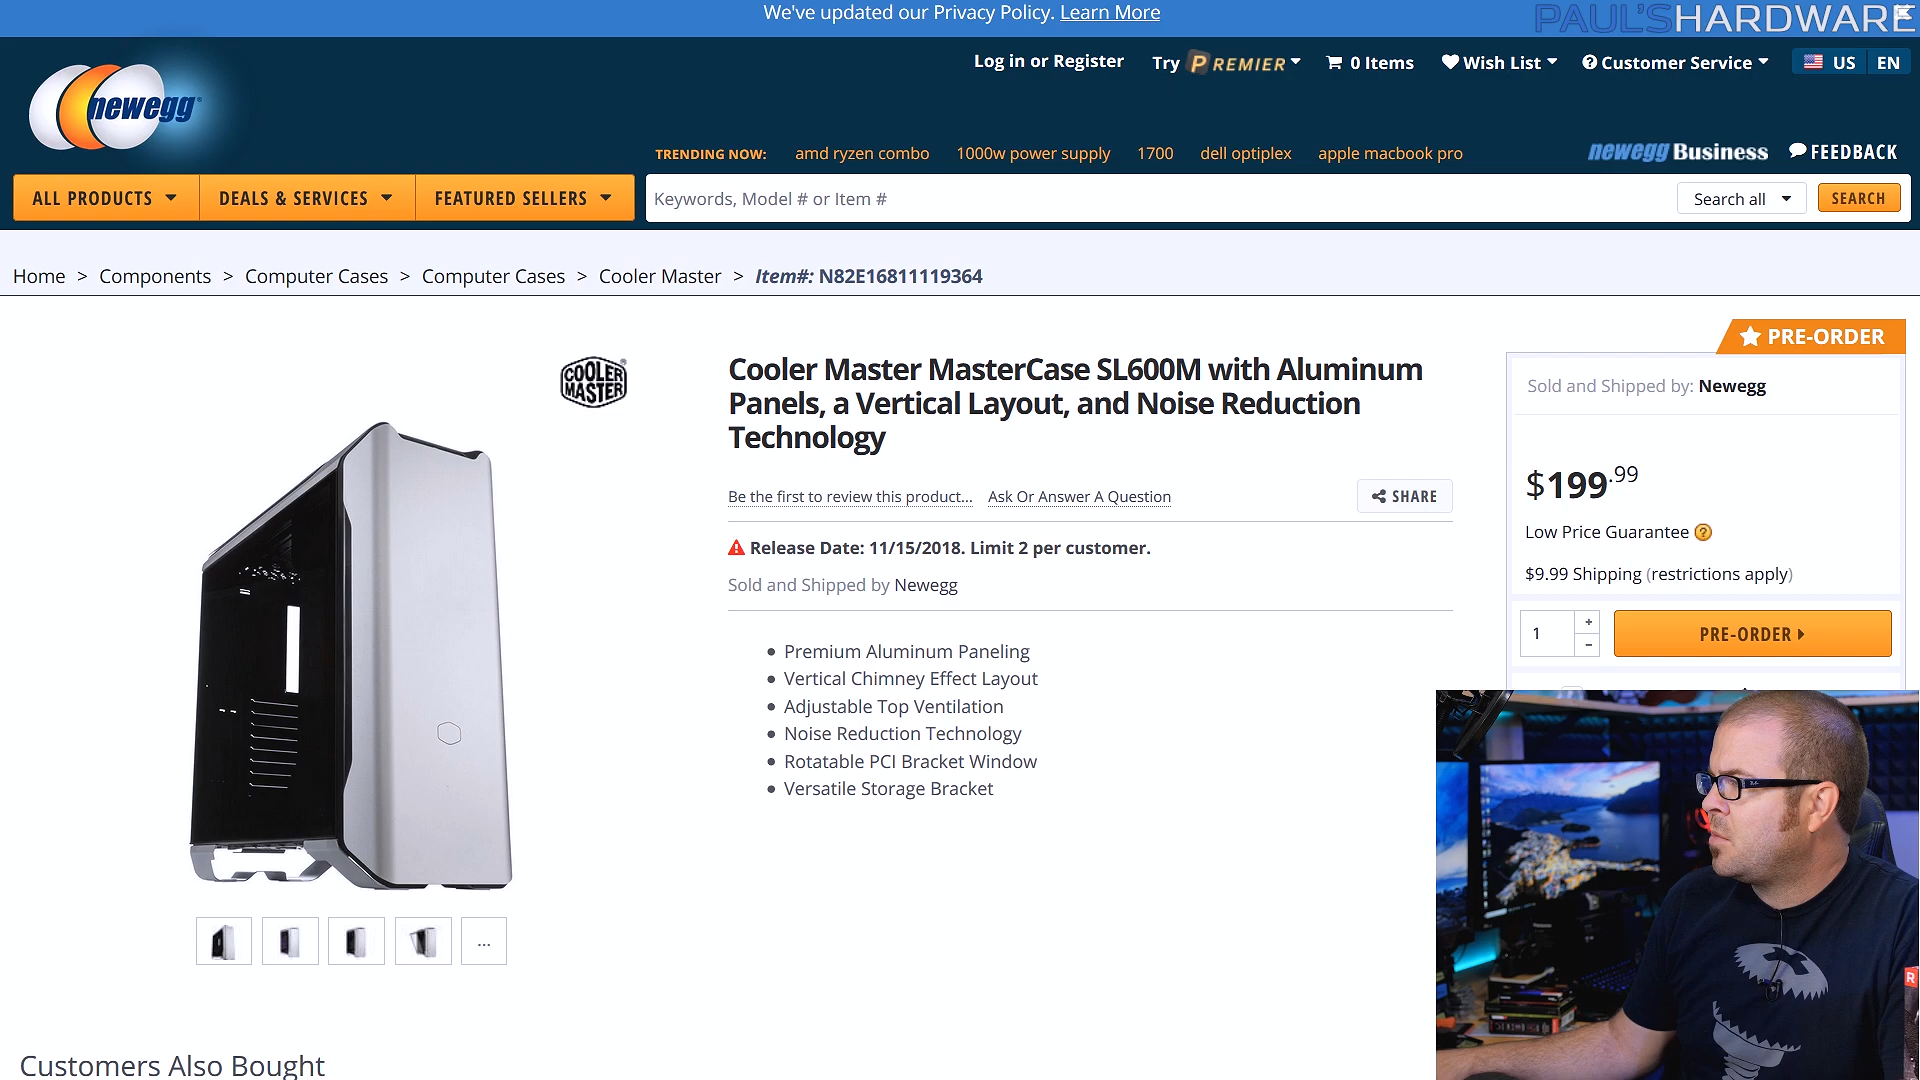 We've updated our Privacy Policy. Learn More
PAUL'SHARDWARE
Log in or Register
Try PREMIER
0 Items
Wish List
Customer Service
US
EN
newegg
TRENDING NOW:
amd ryzen combo
1000w power supply
1700
dell optiplex
apple macbook pro
newegg Business
FEEDBACK
ALL PRODUCTS
DEALS & SERVICES
FEATURED SELLERS
Keywords, Model # or Item #
Search all
SEARCH
Home > Components > Computer Cases > Computer Cases > Cooler Master > Item#: N82E16811119364
COOLER
MASTER
Cooler Master MasterCase SL600M with Aluminum
Panels, a Vertical Layout, and Noise Reduction
Technology
Be the first to review this product...
Ask Or Answer A Question
SHARE
Release Date: 11/15/2018. Limit 2 per customer.
Sold and Shipped by Newegg
Premium Aluminum Paneling
Vertical Chimney Effect Layout
Adjustable Top Ventilation
Noise Reduction Technology
Rotatable PCI Bracket Window
Versatile Storage Bracket
PRE-ORDER
Sold and Shipped by: Newegg
$199.99
Low Price Guarantee ?
$9.99 Shipping (restrictions apply)
1
+
-
PRE-ORDER
...
Customers Also Bought
R